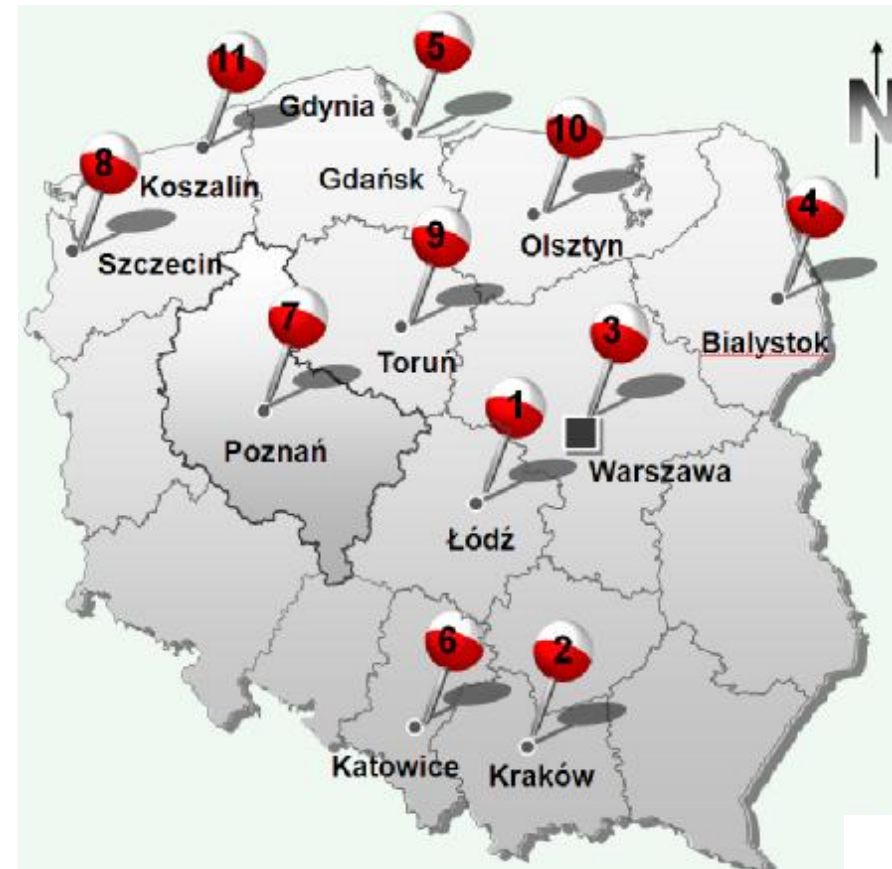 5
11
N
Gdynia
10
8
Koszalin
Gdańsk
4
9
Olsztyn
Szczecin
7
3
Bialystok
Toruń
1
Poznań
Warszawa
Łódź
6
2
Katowice
Kraków